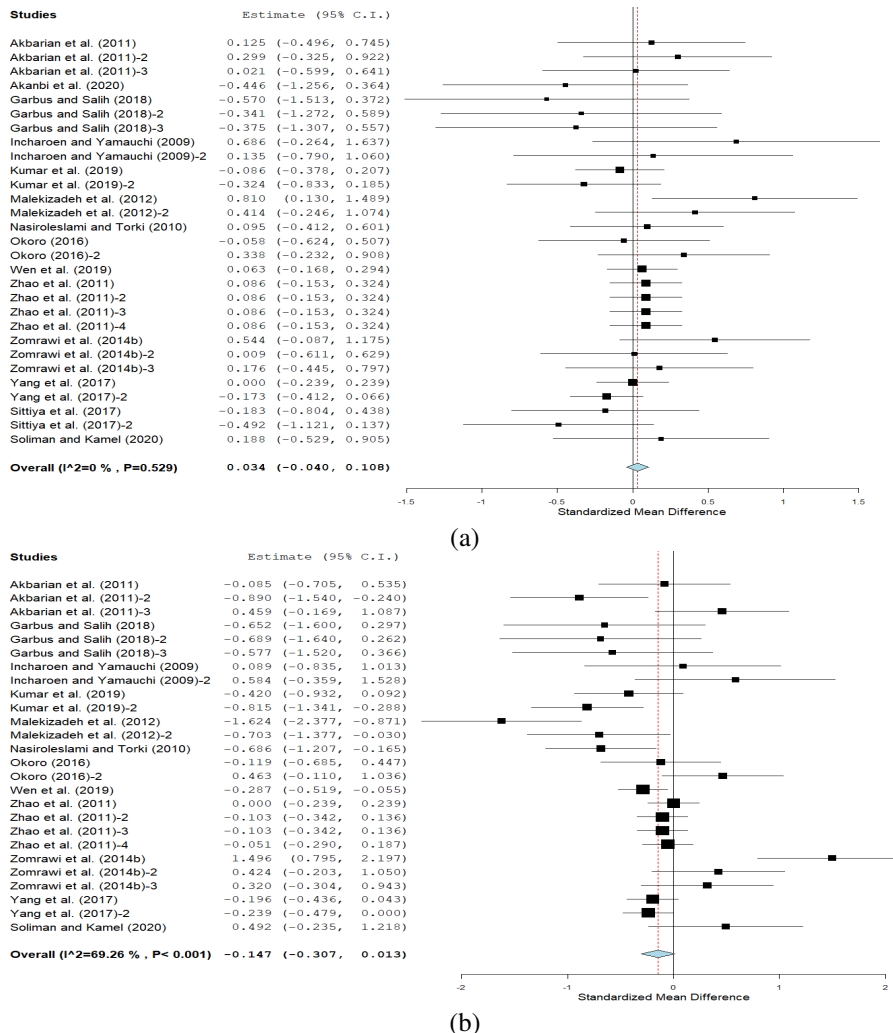 Studies Estimate (95% C.I.)
Akbarian et al. (2011) 0.125 (-0.496, 0.745)
Akbarian et al. (2011)-2 0.299 (-0.325, 0.922)
Akbarian et al. (2011)-3 0.021 (-0.599, 0.641)
Akanbi et al. (2020) -0.446 (-1.256, 0.364)
Garbus and Salih (2018) -0.570 (-1.513, 0.372)
Garbus and Salih (2018)-2 -0.341 (-1.272, 0.589)
Garbus and Salih (2018)-3 -0.375 (-1.307, 0.557)
Incharoen and Yamauchi (2009) 0.686 (-0.264, 1.637)
Incharoen and Yamauchi (2009)-2 0.135 (-0.790, 1.060)
Kumar et al. (2019) -0.086 (-0.378, 0.207)
Kumar et al. (2019)-2 -0.324 (-0.833, 0.185)
Malekizadeh et al. (2012) 0.810 (0.130, 1.489)
Malekizadeh et al. (2012)-2 0.414 (-0.246, 1.074)
Nasiroleslami and Torki (2010) 0.095 (-0.412, 0.601)
Okoro (2016) -0.058 (-0.624, 0.507)
Okoro (2016)-2 0.338 (-0.232, 0.908)
Wen et al. (2019) 0.063 (-0.168, 0.294)
Zhao et al. (2011) 0.086 (-0.153, 0.324)
Zhao et al. (2011)-2 0.086 (-0.153, 0.324)
Zhao et al. (2011)-3 0.086 (-0.153, 0.324)
Zhao et al. (2011)-4 0.086 (-0.153, 0.324)
Zomrawi et al. (2014b) 0.544 (-0.087, 1.175)
Zomrawi et al. (2014b)-2 0.009 (-0.611, 0.629)
Zomrawi et al. (2014b)-3 0.176 (-0.445, 0.797)
Yang et al. (2017) 0.000 (-0.239, 0.239)
Yang et al. (2017)-2 -0.173 (-0.412, 0.066)
Sittiya et al. (2017) -0.183 (-0.804, 0.438)
Sittiya et al. (2017)-2 -0.492 (-1.121, 0.137)
Soliman and Kamel (2020) 0.188 (-0.529, 0.905)
Overall (I^2=0 % , P=0.529) 0.034 (-0.040, 0.108)
-1.5 -1 -0.5 0 0.5 1 1.5
Standardized Mean Difference
(a)
Studies Estimate (95% C.I.)
Akbarian et al. (2011) -0.085 (-0.705, 0.535)
Akbarian et al. (2011)-2 -0.890 (-1.540, -0.240)
Akbarian et al. (2011)-3 0.459 (-0.169, 1.087)
Garbus and Salih (2018) -0.652 (-1.600, 0.297)
Garbus and Salih (2018)-2 -0.689 (-1.640, 0.262)
Garbus and Salih (2018)-3 -0.577 (-1.520, 0.366)
Incharoen and Yamauchi (2009) 0.089 (-0.835, 1.013)
Incharoen and Yamauchi (2009)-2 0.584 (-0.359, 1.528)
Kumar et al. (2019) -0.420 (-0.932, 0.092)
Kumar et al. (2019)-2 -0.815 (-1.341, -0.288)
Malekizadeh et al. (2012) -1.624 (-2.377, -0.871)
Malekizadeh et al. (2012)-2 -0.703 (-1.377, -0.030)
Nasiroleslami and Torki (2010) -0.686 (-1.207, -0.165)
Okoro (2016) -0.119 (-0.685, 0.447)
Okoro (2016)-2 0.463 (-0.110, 1.036)
Wen et al. (2019) -0.287 (-0.519, -0.055)
Zhao et al. (2011) 0.000 (-0.239, 0.239)
Zhao et al. (2011)-2 -0.103 (-0.342, 0.136)
Zhao et al. (2011)-3 -0.103 (-0.342, 0.136)
Zhao et al. (2011)-4 -0.051 (-0.290, 0.187)
Zomrawi et al. (2014b) 1.496 (0.795, 2.197)
Zomrawi et al. (2014b)-2 0.424 (-0.203, 1.050)
Zomrawi et al. (2014b)-3 0.320 (-0.304, 0.943)
Yang et al. (2017) -0.196 (-0.436, 0.043)
Yang et al. (2017)-2 -0.239 (-0.479, 0.000)
Soliman and Kamel (2020) 0.492 (-0.235, 1.218)
Overall (I^2=69.26 % , P< 0.001) -0.147 (-0.307, 0.013)
-2 -1 0 1 2
Standardized Mean Difference
(b)